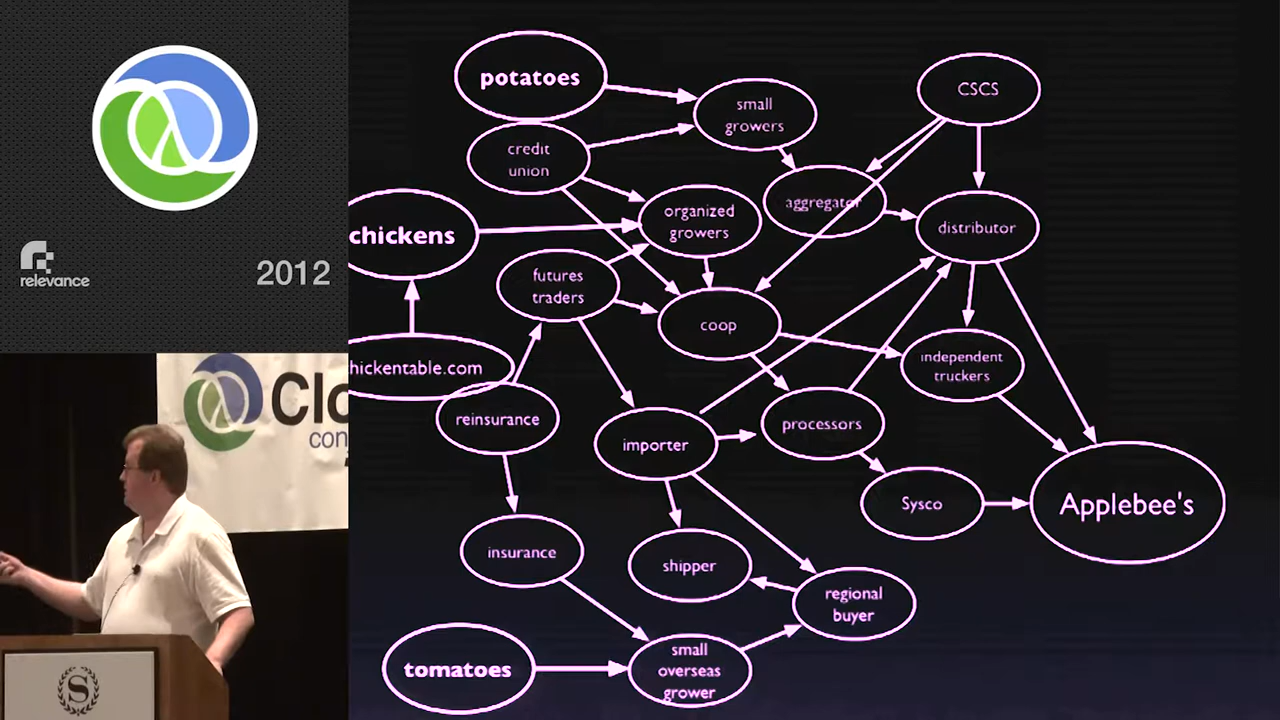 relevance
2012
Clo
con
S
potatoes
small
growers
CSCS
credit
union
aggregator
organized
growers
distributor
chickens
futures
traders
coop
independent
truckers
hickentable.com
reinsurance
importer
processors
Sysco
Applebee's
insurance
shipper
regional
buyer
tomatoes
small
overseas
grower